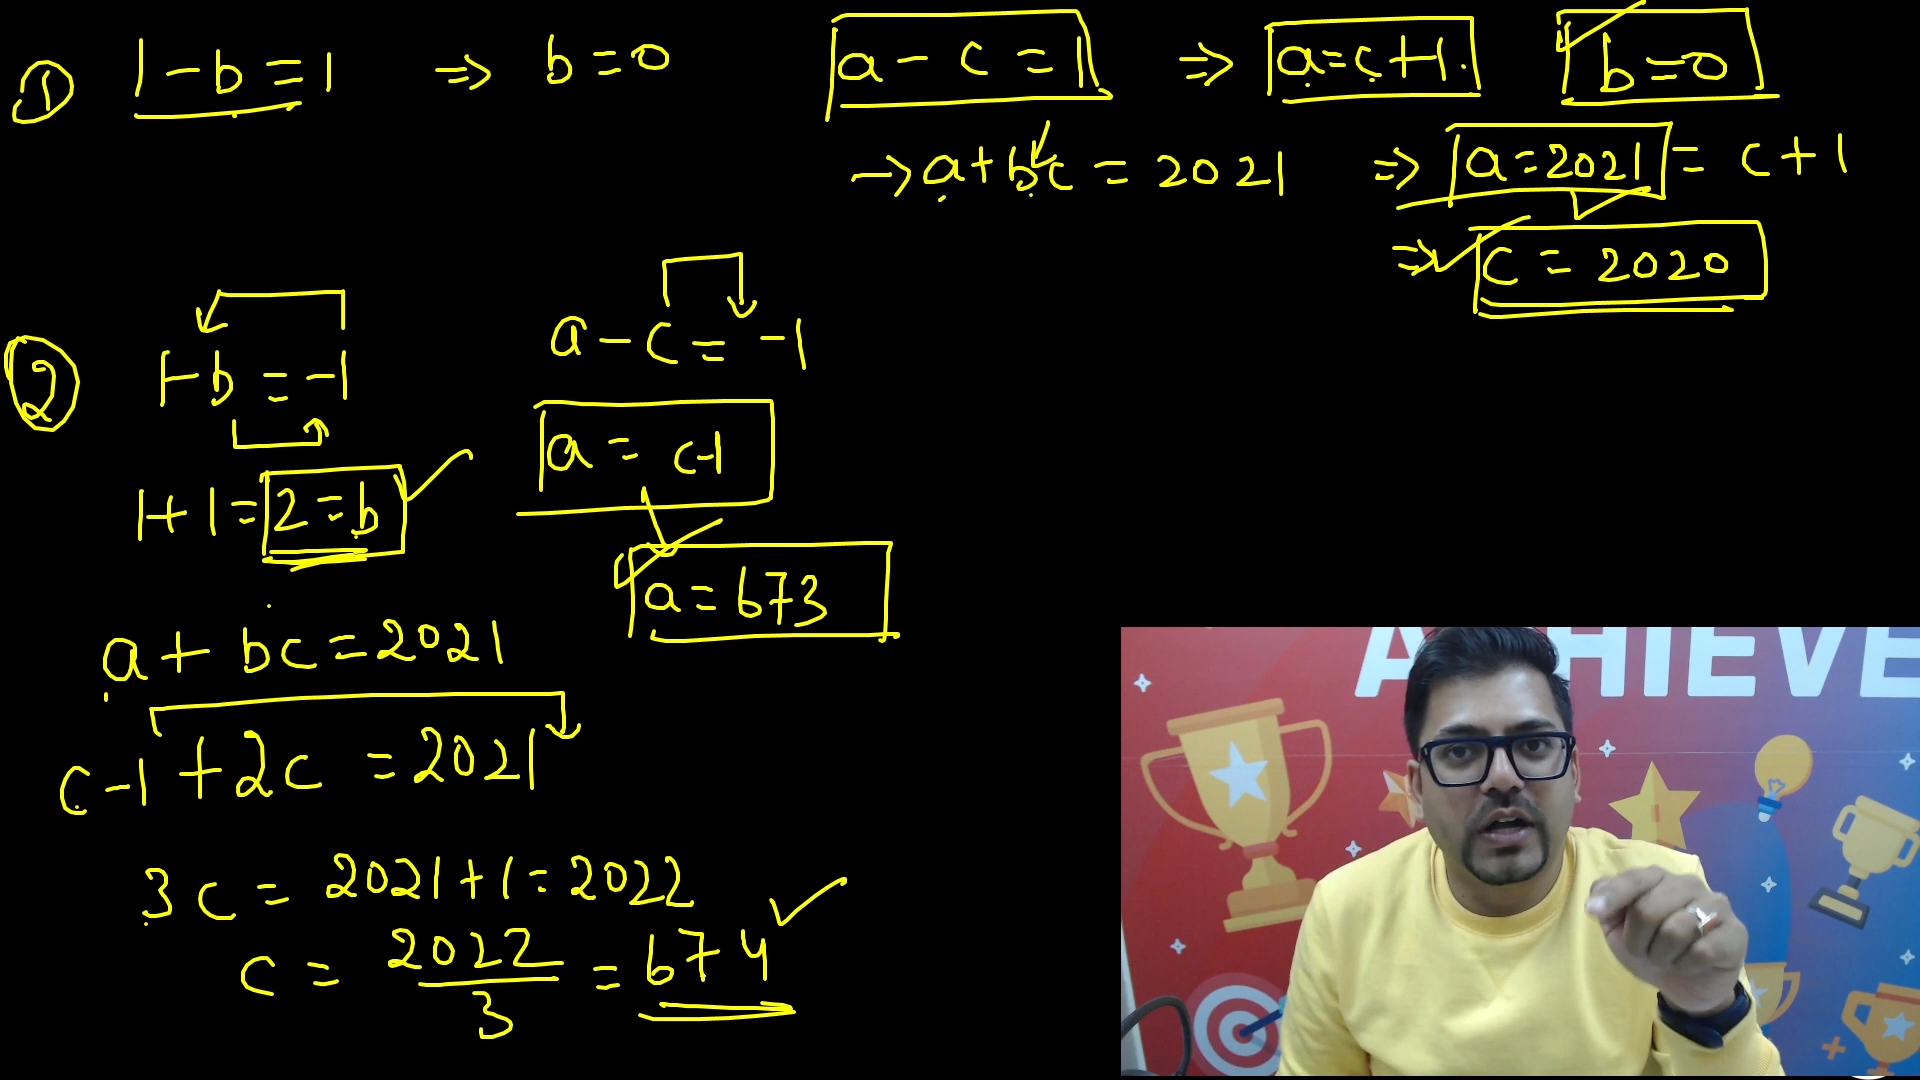 ① 1-b=1 ⇒ b=0 a-c=1 ⇒ a=c+1. b=0
→ a+bc = 2021 ⇒ a=2021 = c+1
⇒ c = 2020
② 1-b=-1 a-c=-1
a = c-1
1+1=2=b
a=673
a+bc=2021
c-1+2c=2021
3c = 2021+1=2022
c = 2022/3 = 674
HIEVE